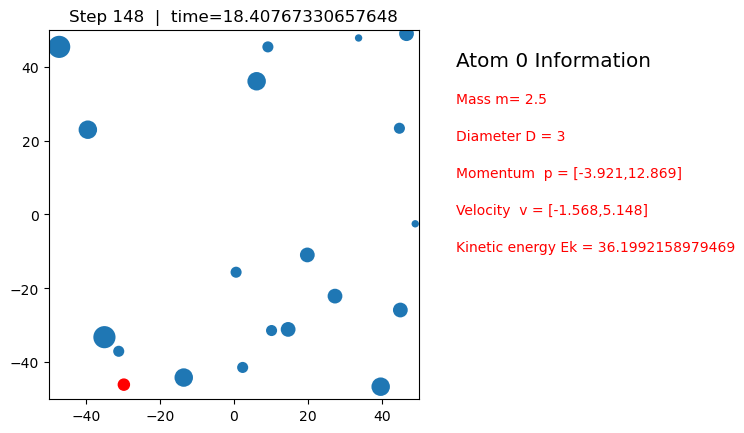 Step 148  |  time=18.40767330657648
Atom 0 Information
Mass m= 2.5
Diameter D = 3
Momentum  p = [-3.921,12.869]
Velocity  v = [-1.568,5.148]
Kinetic energy Ek = 36.1992158979469
40
20
0
−20
−40
−40 −20 0 20 40